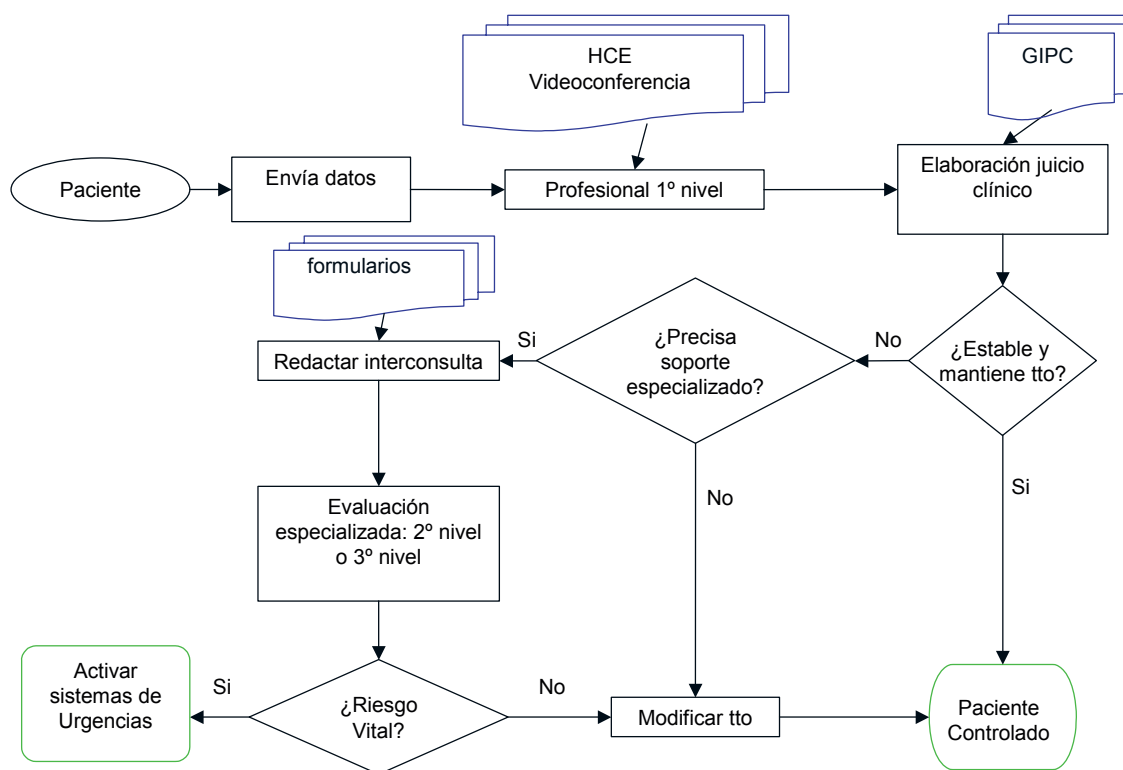 HCE
Videoconferencia
GIPC
Paciente
Envía datos
Profesional 1º nivel
Elaboración juicio
clínico
formularios
Redactar interconsulta
Si
¿Precisa
soporte
especializado?
No
¿Estable y
mantiene tto?
No
Si
Evaluación
especializada: 2º nivel
o 3º nivel
Activar
sistemas de
Urgencias
Si
¿Riesgo
Vital?
No
Modificar tto
Paciente
Controlado